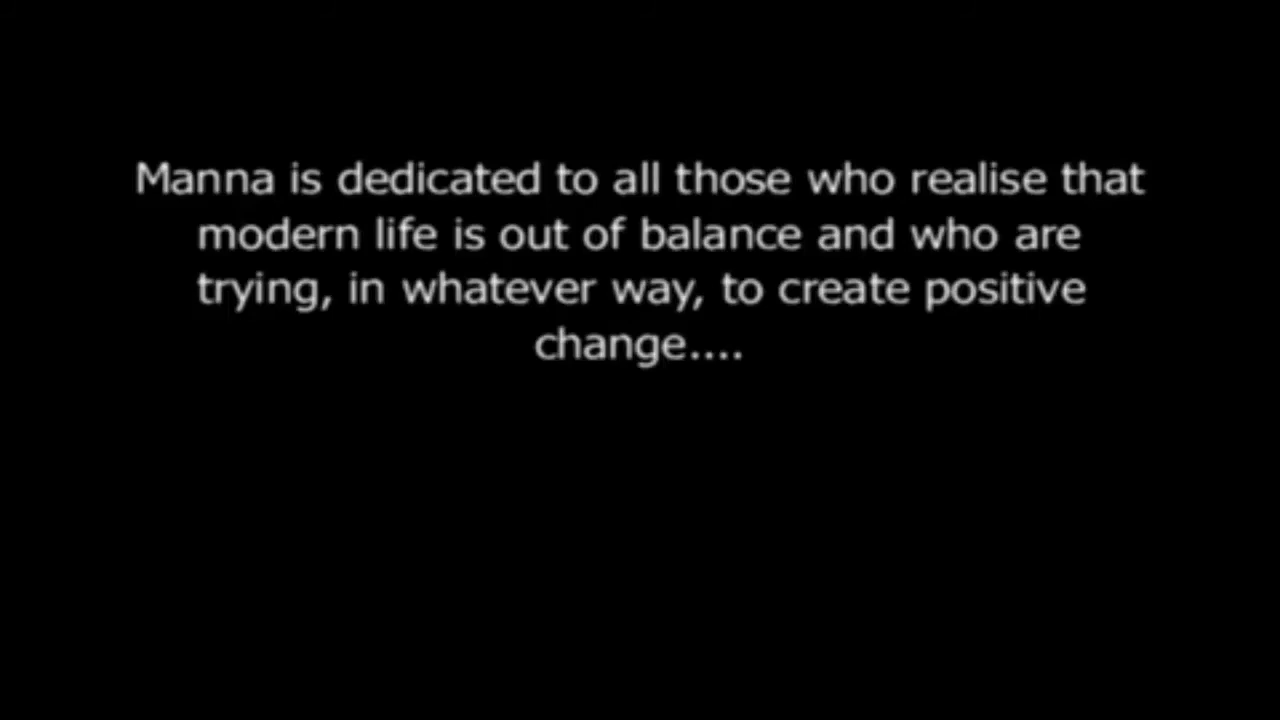 Manna is dedicated to all those who realise that
modern life is out of balance and who are
trying, in whatever way, to create positive
change....